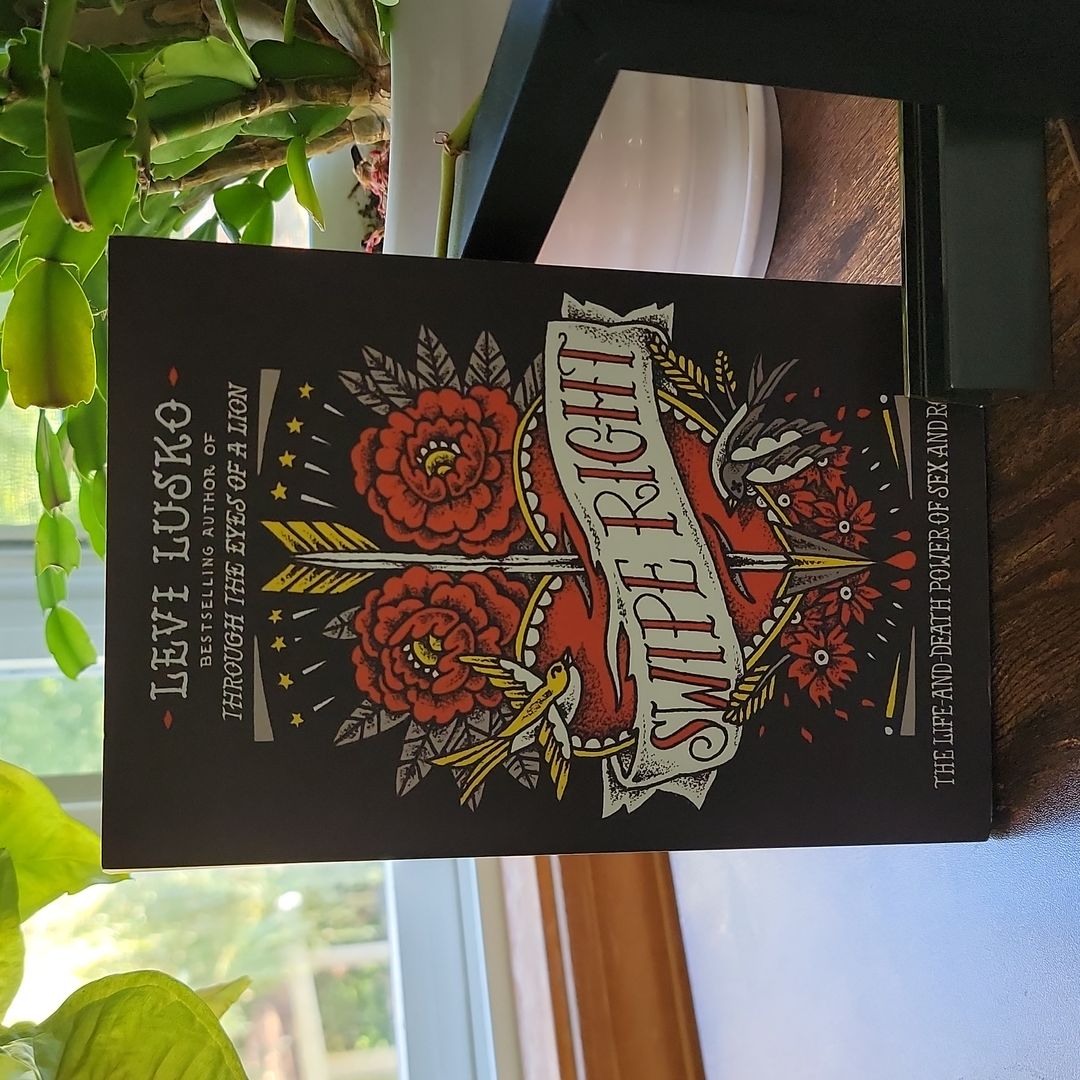 LEVI LUSKO
BESTSELLING AUTHOR OF
THROUGH THE EYES OF A LION
SWIPE RIGHT
THE LIFE-AND-DEATH POWER OF SEX AND